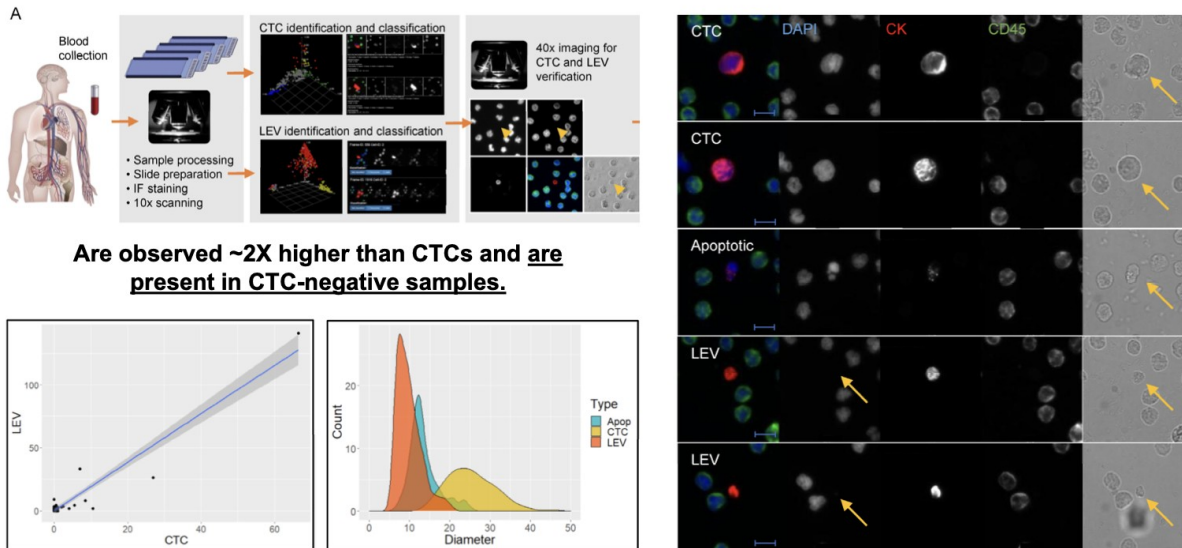 A
Blood
collection
• Sample processing
• Slide preparation
• IF staining
• 10x scanning
CTC identification and classification
LEV identification and classification
40x imaging for
CTC and LEV
verification
Are observed ~2X higher than CTCs and are
present in CTC-negative samples.
LEV
100
50
0
0
20
40
60
CTC
Count
20
10
0
0
10
20
30
40
50
Diameter
Type
Apop
CTC
LEV
CTC
DAPI
CK
CD45
CTC
Apoptotic
LEV
LEV